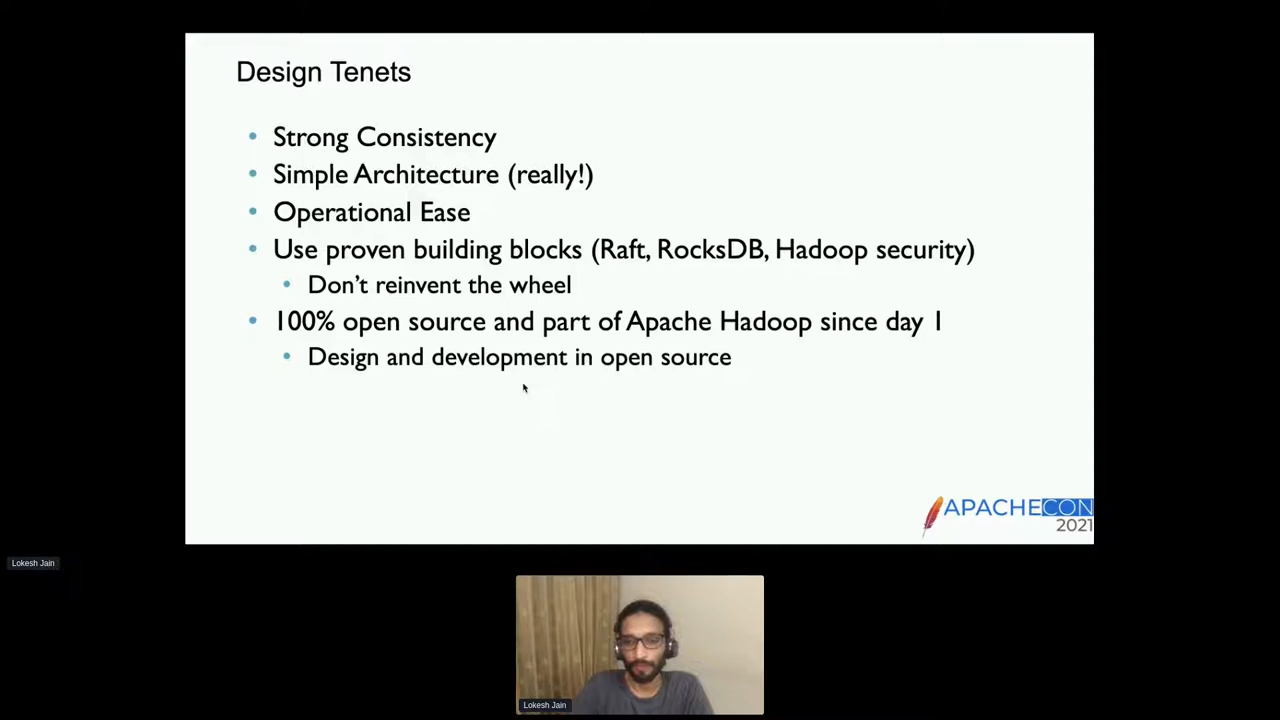 Design Tenets
• Strong Consistency
• Simple Architecture (really!)
• Operational Ease
• Use proven building blocks (Raft, RocksDB, Hadoop security)
• Don’t reinvent the wheel
• 100% open source and part of Apache Hadoop since day 1
• Design and development in open source
APACHECON
2021
Lokesh Jain
Lokesh Jain